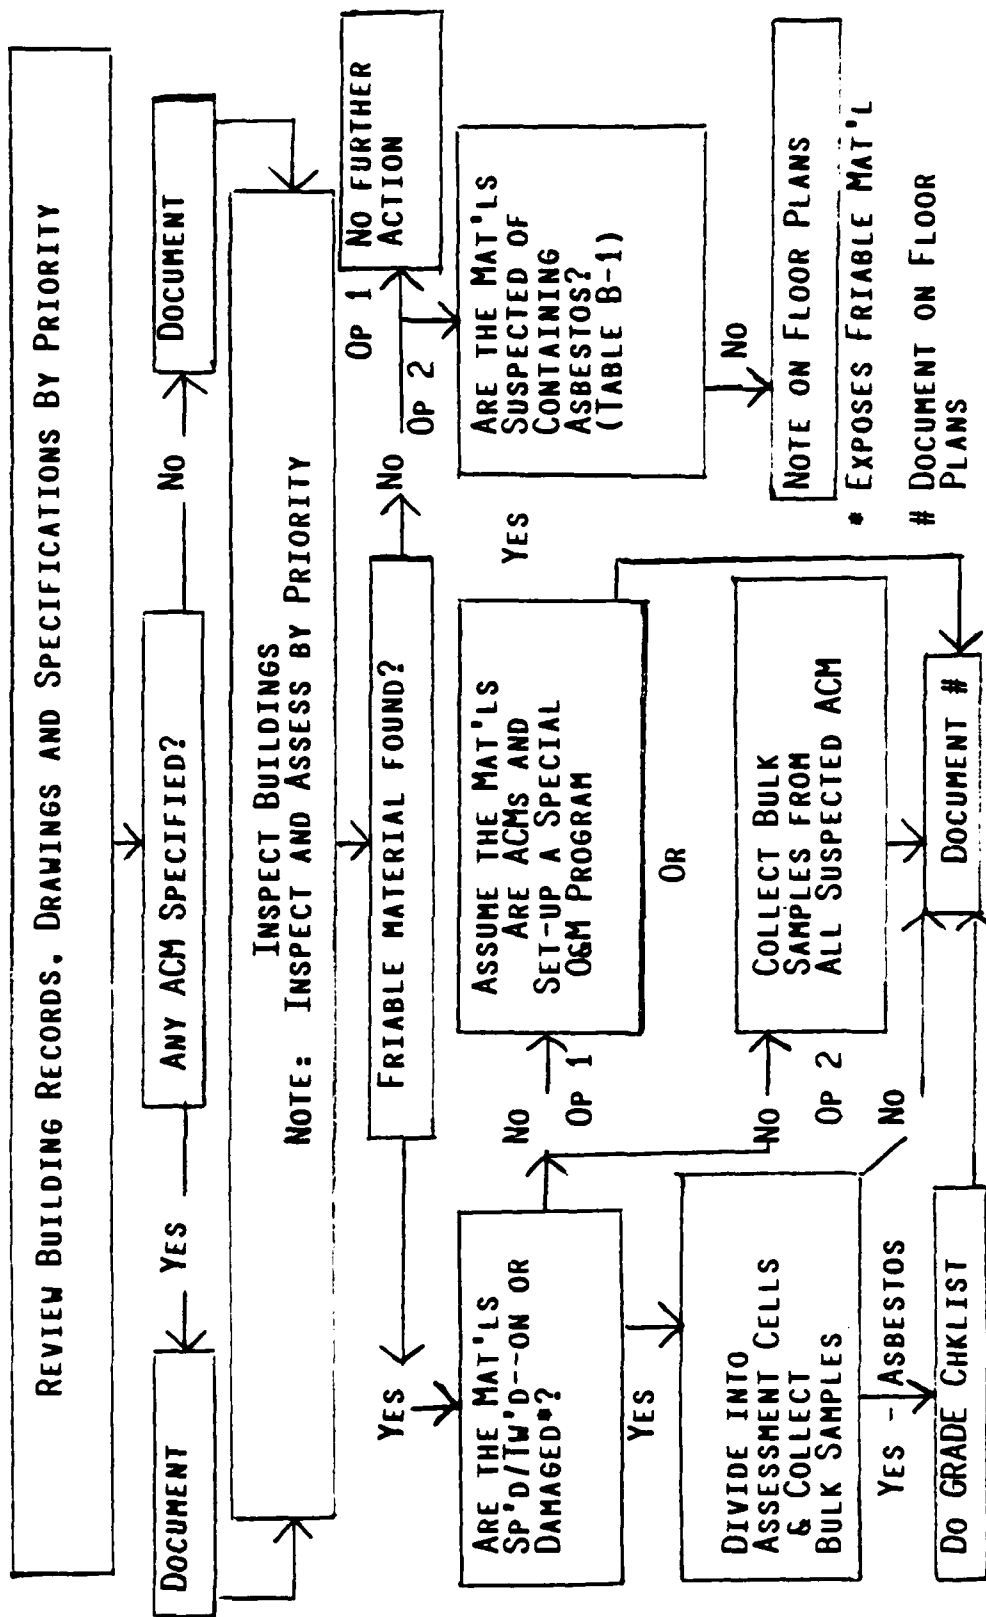 REVIEW BUILDING RECORDS, DRAWINGS AND SPECIFICATIONS BY PRIORITY
DOCUMENT
YES
ANY ACM SPECIFIED?
NO
DOCUMENT
INSPECT BUILDINGS
NOTE: INSPECT AND ASSESS BY PRIORITY
FRIABLE MATERIAL FOUND?
YES
NO
OP 1
OP 2
NO FURTHER
ACTION
ARE THE MAT'LS
SP'D/TW'D--ON OR
DAMAGED*?
NO
OP 1
ASSUME THE MAT'LS
ARE ACMS AND
SET-UP A SPECIAL
O&M PROGRAM
YES
ARE THE MAT'LS
SUSPECTED OF
CONTAINING
ASBESTOS?
(TABLE B-1)
YES
OR
NO
DIVIDE INTO
ASSESSMENT CELLS
& COLLECT
BULK SAMPLES
NO
OP 2
COLLECT BULK
SAMPLES FROM
ALL SUSPECTED ACM
NOTE ON FLOOR PLANS
YES - ASBESTOS
NO
* EXPOSES FRIABLE MAT'L
DO GRADE CHKLIST
DOCUMENT #
# DOCUMENT ON FLOOR
PLANS